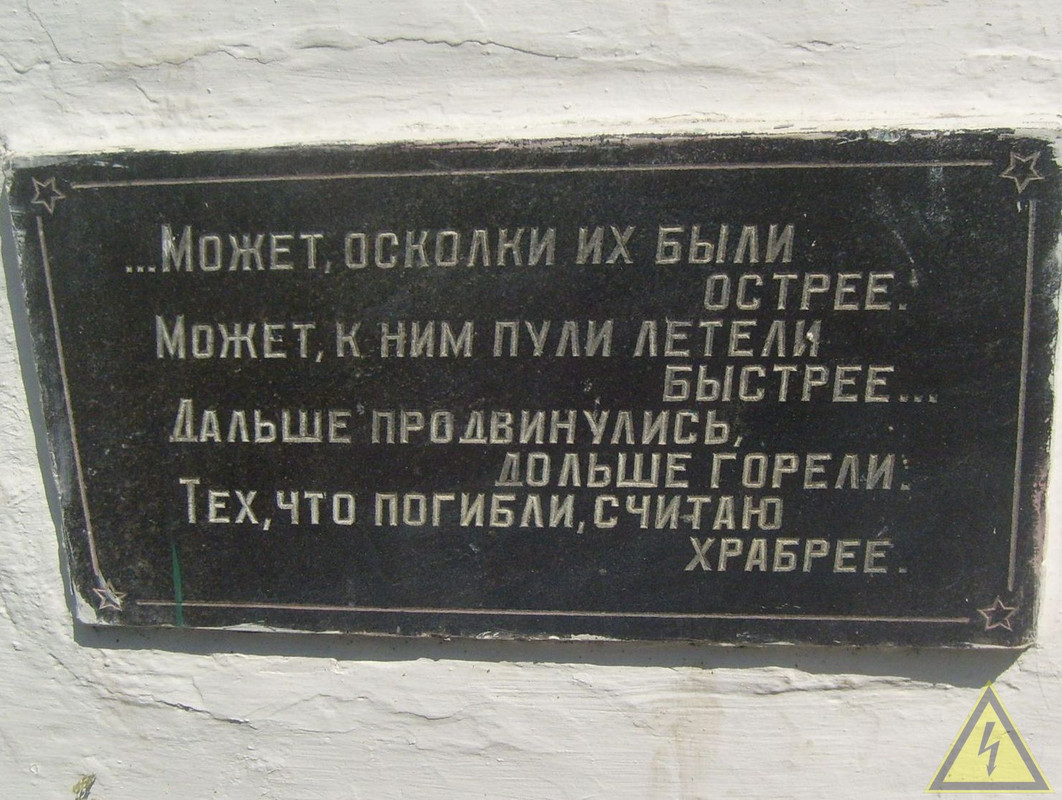 ...Может, осколки их были
острее.
Может, к ним пули летели
быстрее...
Дальше продвинулись,
дольше горели.
Тех, что погибли, считаю
храбрее.